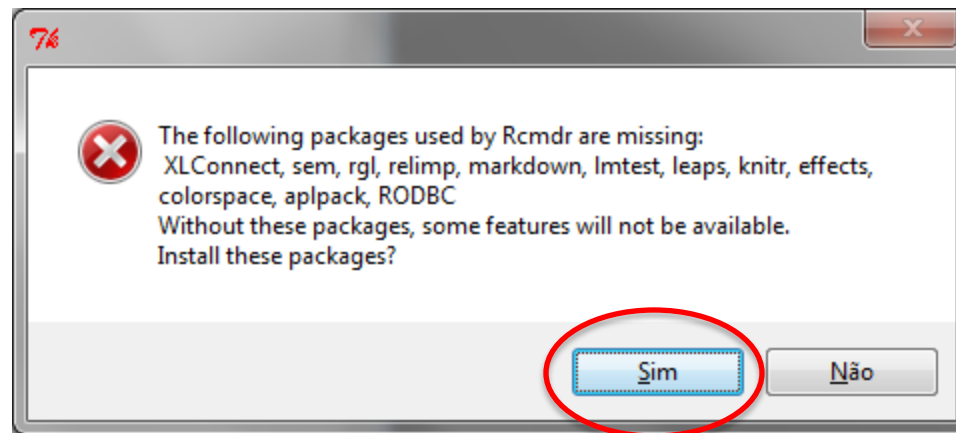 The following packages used by Rcmdr are missing:
XLConnect, sem, rgl, relimp, markdown, lmtest, leaps, knitr, effects,
colorspace, aplpack, RODBC
Without these packages, some features will not be available.
Install these packages?
Sim Não